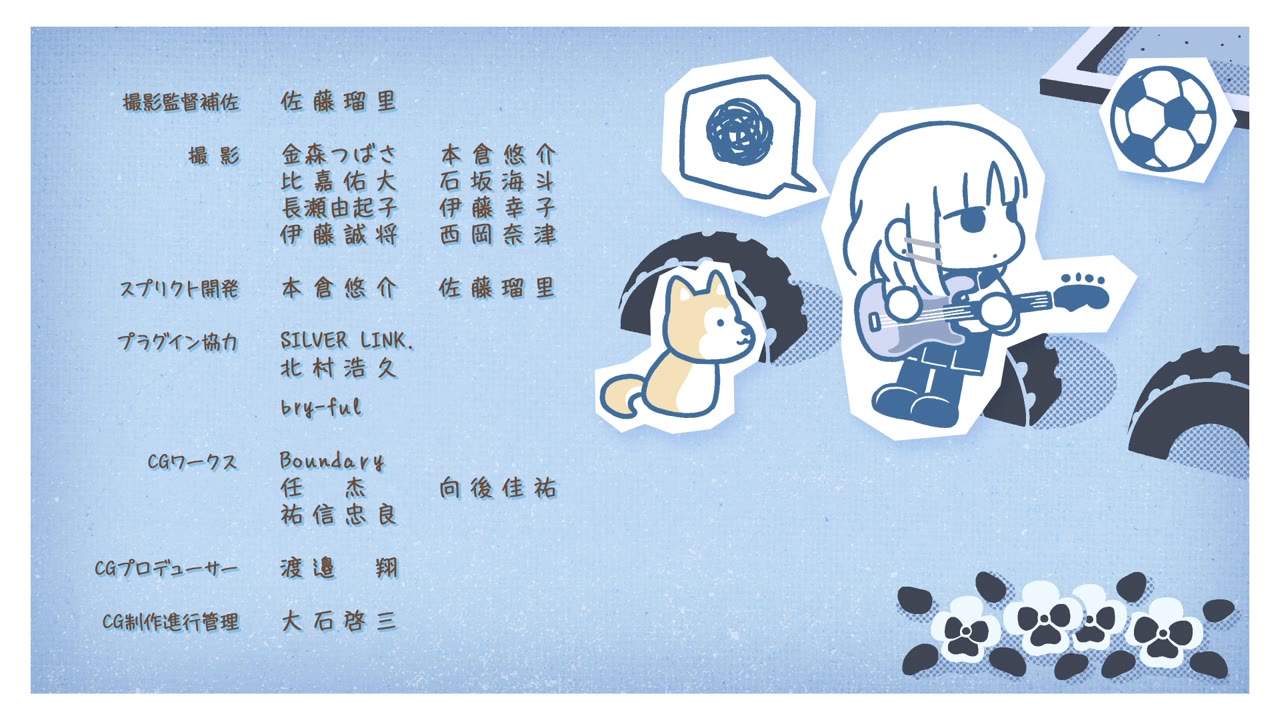 撮影監督補佐 佐藤瑠里
撮影 金森つばさ 本倉悠介
比嘉佑大 石坂海斗
長瀬由起子 伊藤幸子
伊藤誠将 西岡奈津
スプリクト開発 本倉悠介 佐藤瑠里
プラグイン協力 SILVER LINK.
北村浩久
bry-ful
CGワークス Boundary
任杰 向後佳祐
祐信忠良
CGプロデューサー 渡邉翔
CG制作進行管理 大石啓三